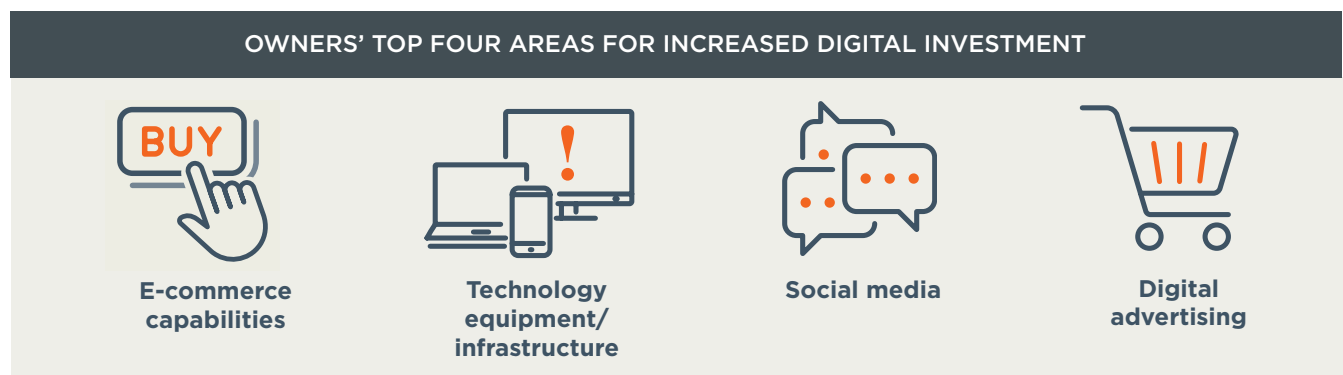 OWNERS’ TOP FOUR AREAS FOR INCREASED DIGITAL INVESTMENT
BUY
E-commerce
capabilities
Technology
equipment/
infrastructure
Social media
Digital
advertising